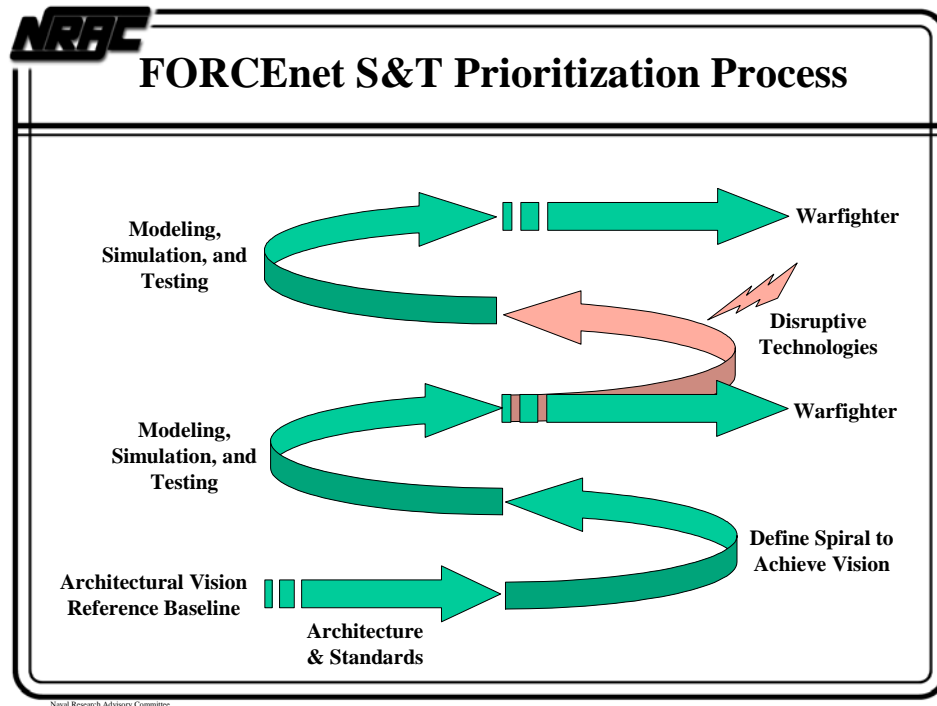 NRAC
FORCEnet S&T Prioritization Process
Modeling,
Simulation, and
Testing
Warfighter
Disruptive
Technologies
Modeling,
Simulation, and
Testing
Warfighter
Define Spiral to
Achieve Vision
Architectural Vision
Reference Baseline
Architecture
& Standards
Naval Research Advisory Committee